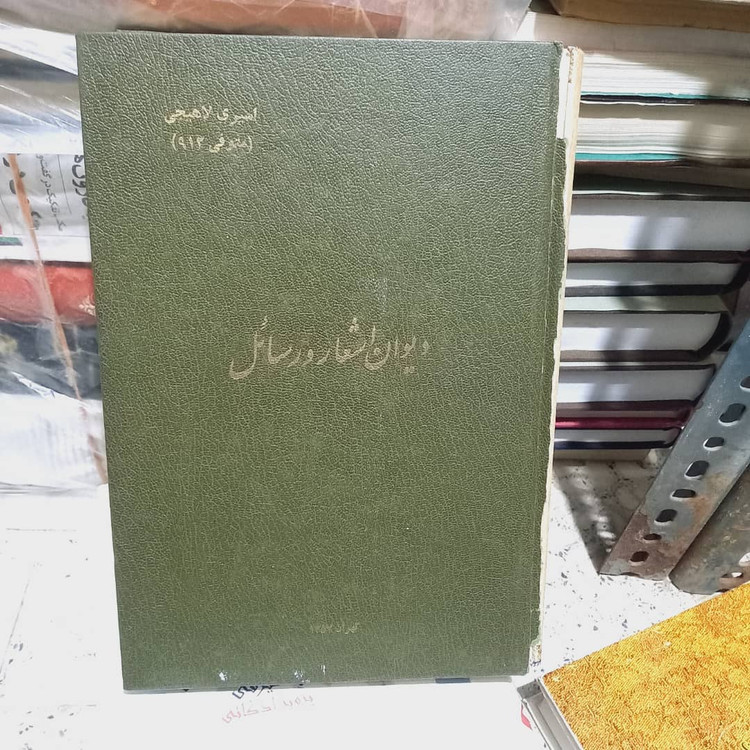 اسیری لاهیجی
(متوفی ۹۱۲)
دیوان اشعار و رسائل
تهران ۱۳۵۷